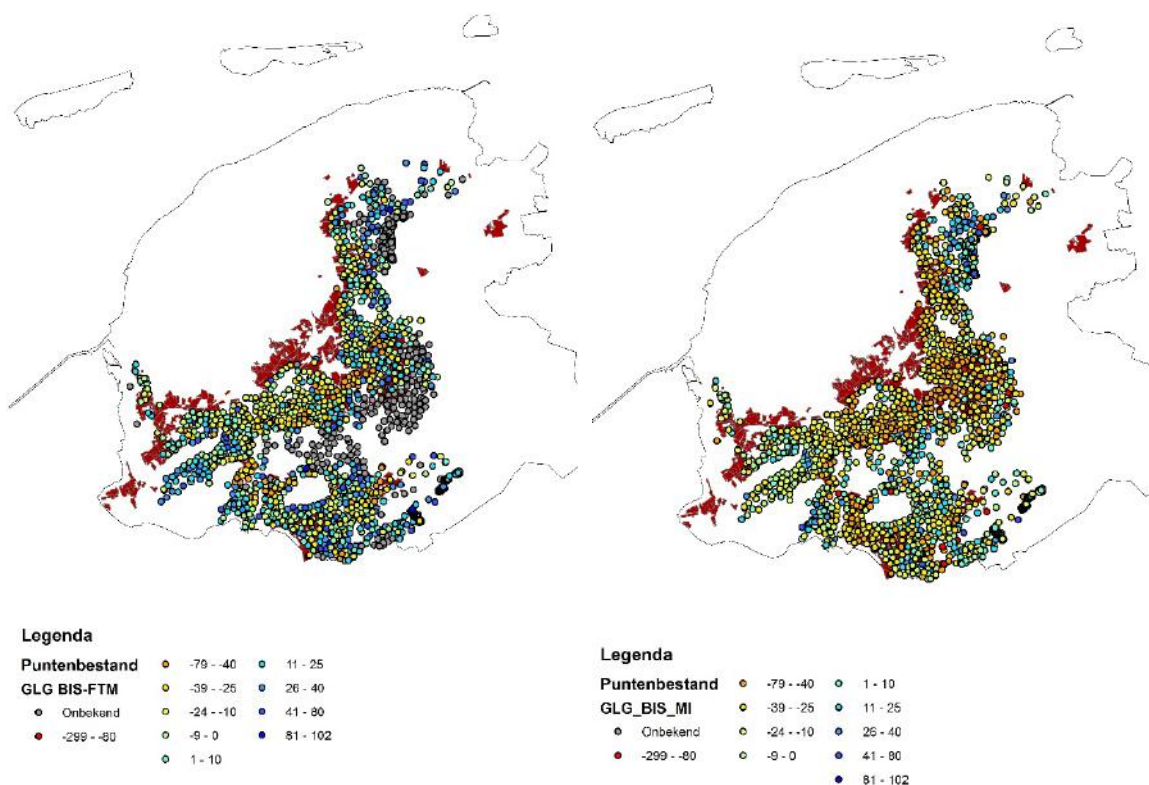 Legenda
Puntenbestand
GLG BIS-FTM
Onbekend
-299 - -80
-79 - -40
-39 - -25
-24 - -10
-9 - 0
1 - 10
11 - 25
26 - 40
41 - 80
81 - 102
Legenda
Puntenbestand
GLG_BIS_MI
Onbekend
-299 - -80
-79 - -40
-39 - -25
-24 - -10
-9 - 0
1 - 10
11 - 25
26 - 40
41 - 80
81 - 102